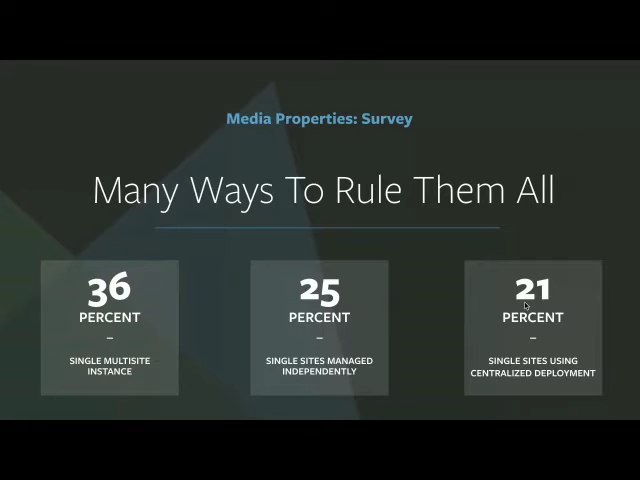 Media Properties: Survey
Many Ways To Rule Them All
36
PERCENT
–
SINGLE MULTISITE
INSTANCE
25
PERCENT
–
SINGLE SITES MANAGED
INDEPENDENTLY
21
PERCENT
–
SINGLE SITES USING
CENTRALIZED DEPLOYMENT